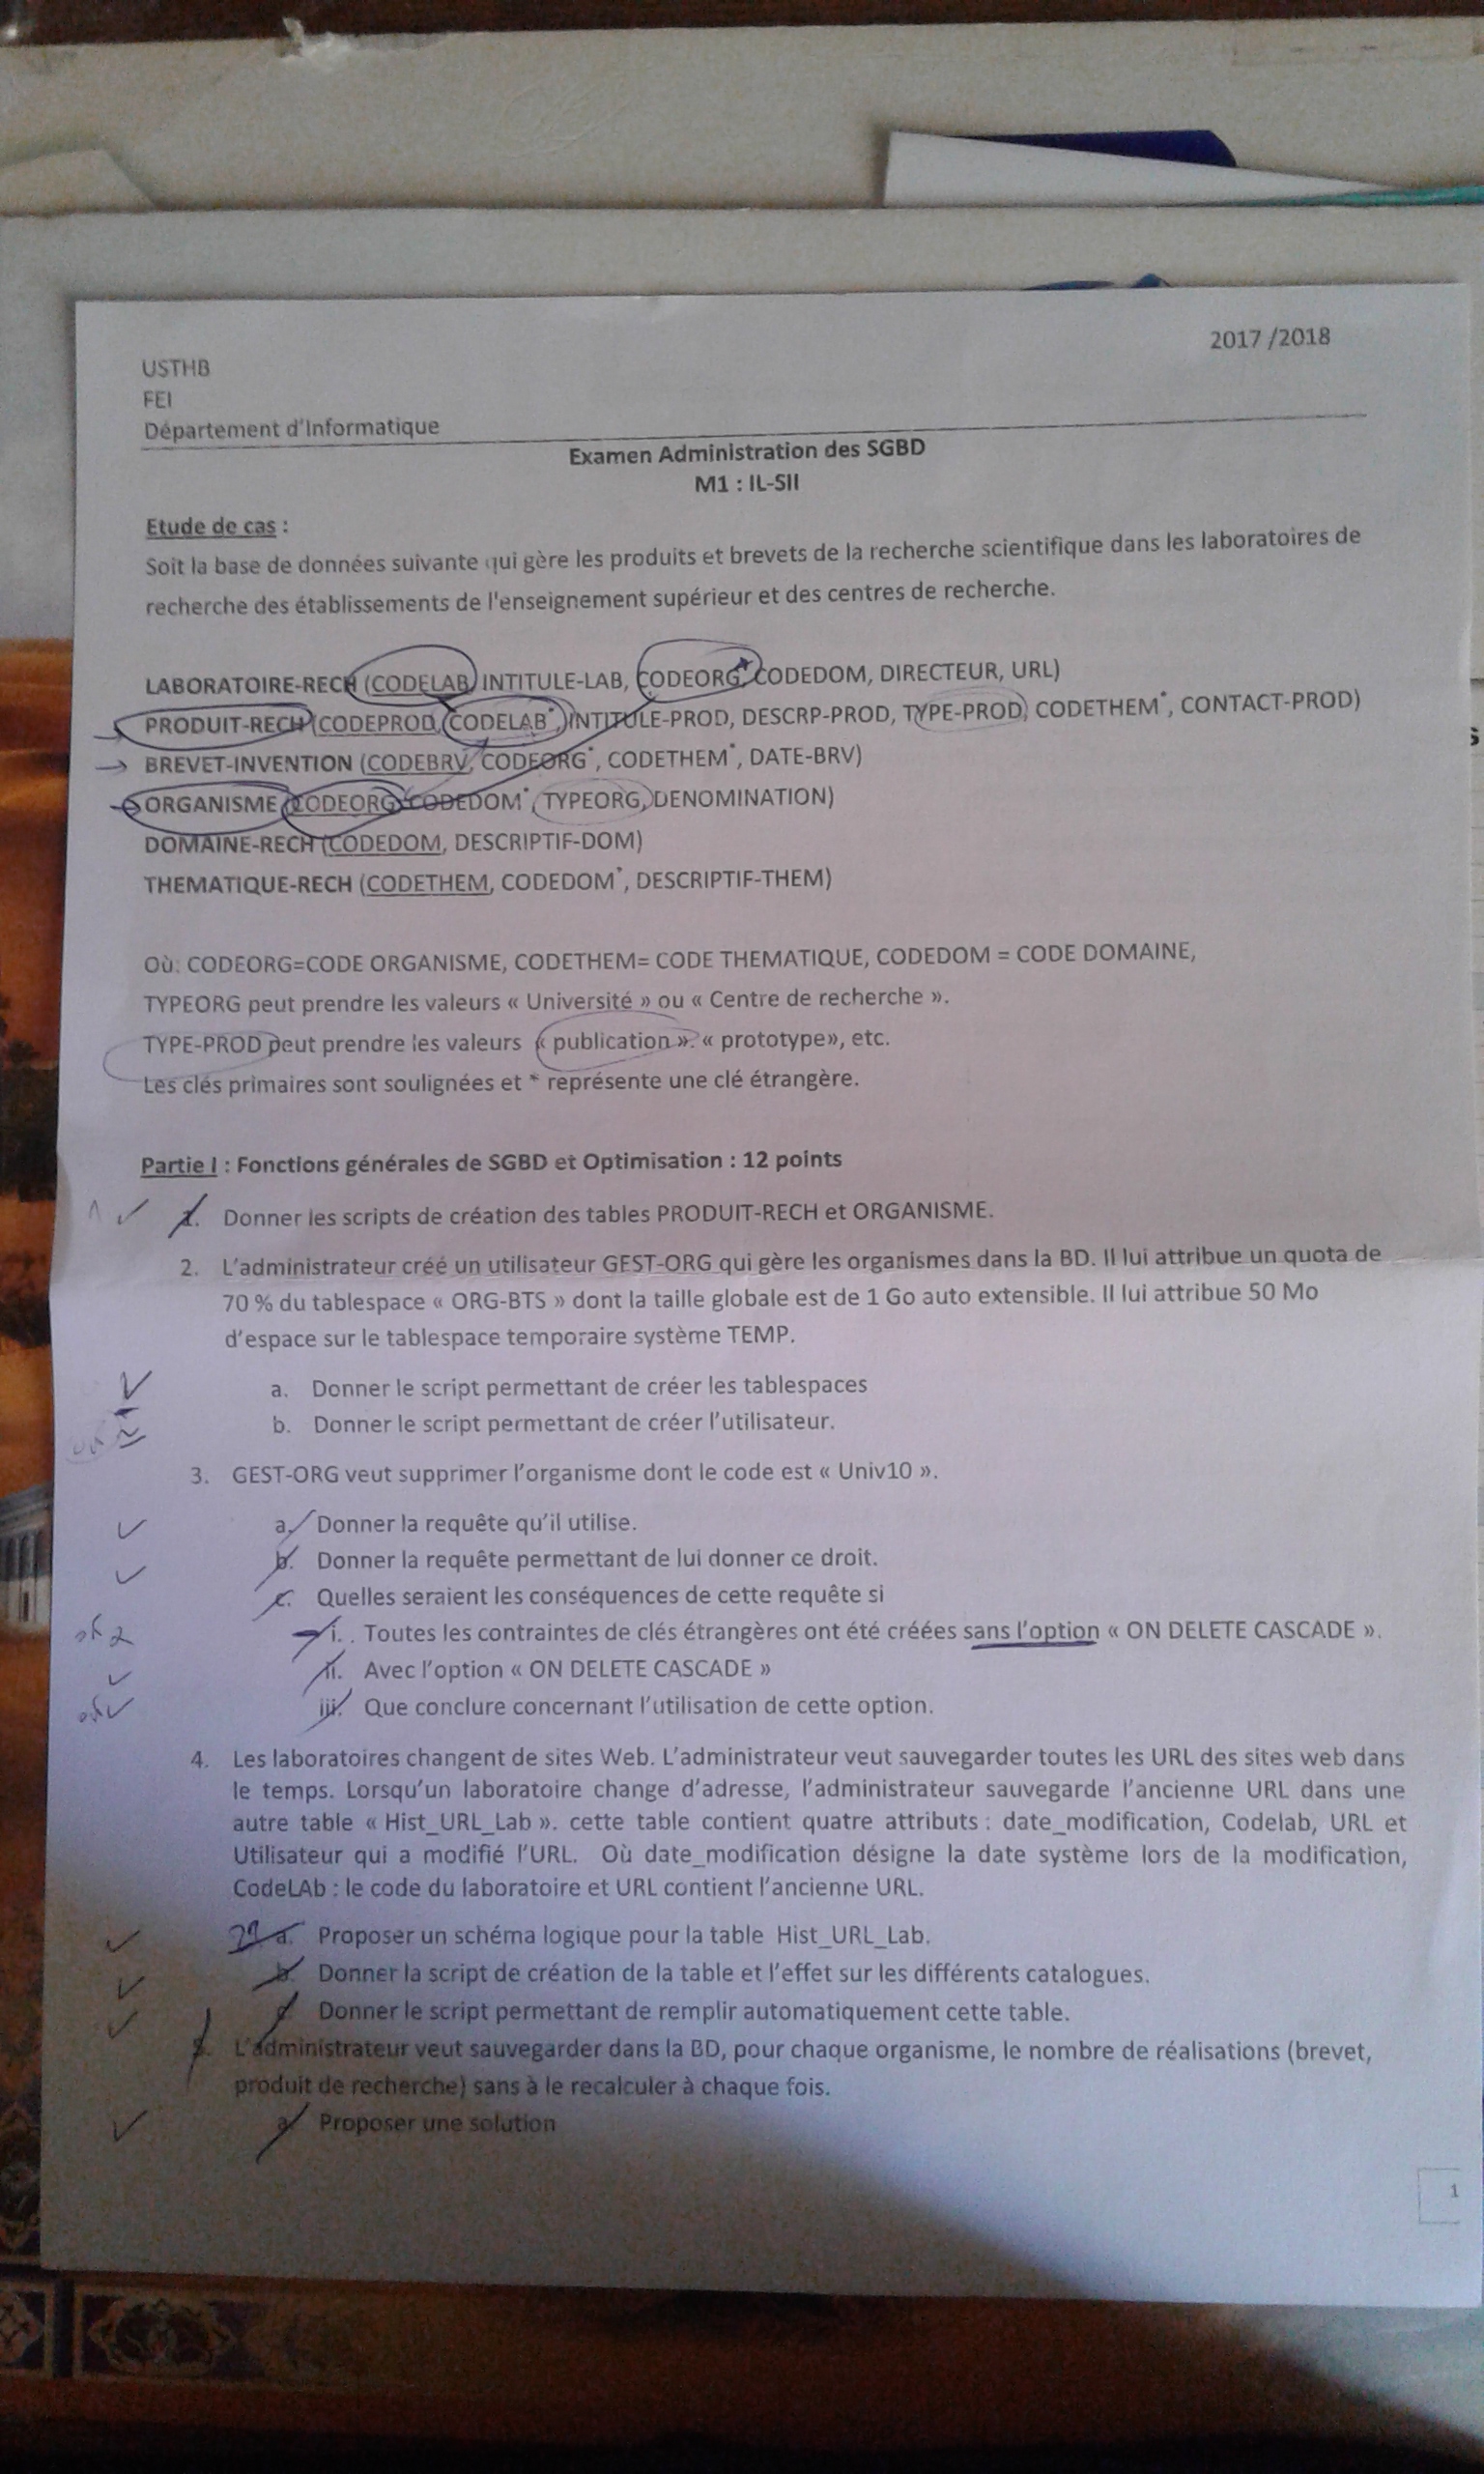 2017 /2018
USTHB
FEI
Département d'Informatique
Examen Administration des SGBD
M1 : IL-SII
Etude de cas :
Soit la base de données suivante qui gère les produits et brevets de la recherche scientifique dans les laboratoires de
recherche des établissements de l'enseignement supérieur et des centres de recherche.
LABORATOIRE-RECH (CODELAB, INTITULE-LAB, CODEORG*, CODEDOM, DIRECTEUR, URL)
PRODUIT-RECH (CODEPROD, CODELAB*, INTITULE-PROD, DESCRP-PROD, TYPE-PROD, CODETHEM*, CONTACT-PROD)
BREVET-INVENTION (CODEBRV, CODEORG*, CODETHEM*, DATE-BRV)
ORGANISME (CODEORG, CODEDOM*, TYPEORG, DENOMINATION)
DOMAINE-RECH (CODEDOM, DESCRIPTIF-DOM)
THEMATIQUE-RECH (CODETHEM, CODEDOM*, DESCRIPTIF-THEM)
Où: CODEORG=CODE ORGANISME, CODETHEM= CODE THEMATIQUE, CODEDOM = CODE DOMAINE,
TYPEORG peut prendre les valeurs « Université » ou « Centre de recherche ».
TYPE-PROD peut prendre les valeurs « publication ». « prototype», etc.
Les clés primaires sont soulignées et * représente une clé étrangère.
Partie I : Fonctions générales de SGBD et Optimisation : 12 points
1. Donner les scripts de création des tables PRODUIT-RECH et ORGANISME.
2. L'administrateur créé un utilisateur GEST-ORG qui gère les organismes dans la BD. Il lui attribue un quota de
70 % du tablespace « ORG-BTS » dont la taille globale est de 1 Go auto extensible. Il lui attribue 50 Mo
d'espace sur le tablespace temporaire système TEMP.
a. Donner le script permettant de créer les tablespaces
b. Donner le script permettant de créer l'utilisateur.
3. GEST-ORG veut supprimer l'organisme dont le code est « Univ10 ».
a. Donner la requête qu'il utilise.
b. Donner la requête permettant de lui donner ce droit.
c. Quelles seraient les conséquences de cette requête si
i. . Toutes les contraintes de clés étrangères ont été créées sans l'option « ON DELETE CASCADE ».
ii. Avec l'option « ON DELETE CASCADE »
iii. Que conclure concernant l'utilisation de cette option.
4. Les laboratoires changent de sites Web. L'administrateur veut sauvegarder toutes les URL des sites web dans
le temps. Lorsqu'un laboratoire change d'adresse, l'administrateur sauvegarde l'ancienne URL dans une
autre table « Hist_URL_Lab ». cette table contient quatre attributs : date_modification, Codelab, URL et
Utilisateur qui a modifié l'URL. Où date_modification désigne la date système lors de la modification,
CodeLAb : le code du laboratoire et URL contient l'ancienne URL.
a. Proposer un schéma logique pour la table Hist_URL_Lab.
b. Donner la script de création de la table et l'effet sur les différents catalogues.
c. Donner le script permettant de remplir automatiquement cette table.
5. L'administrateur veut sauvegarder dans la BD, pour chaque organisme, le nombre de réalisations (brevet,
produit de recherche) sans à le recalculer à chaque fois.
a. Proposer une solution
1